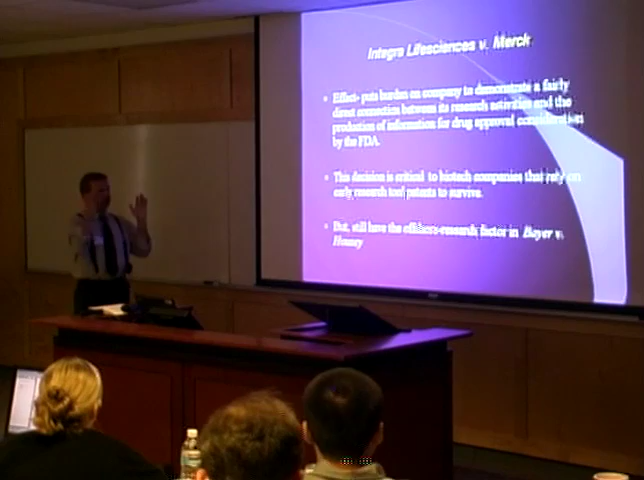 Integra Lifesciences v. Merck
• Effect- puts burden on company to demonstrate a fairly
direct connection between its research activities and the
production of information for drug approval consideration
by the FDA.
• This decision is critical to biotech companies that rely on
early research tool patents to survive.
• But, still have the offshore-research factor in Bayer v.
Housey